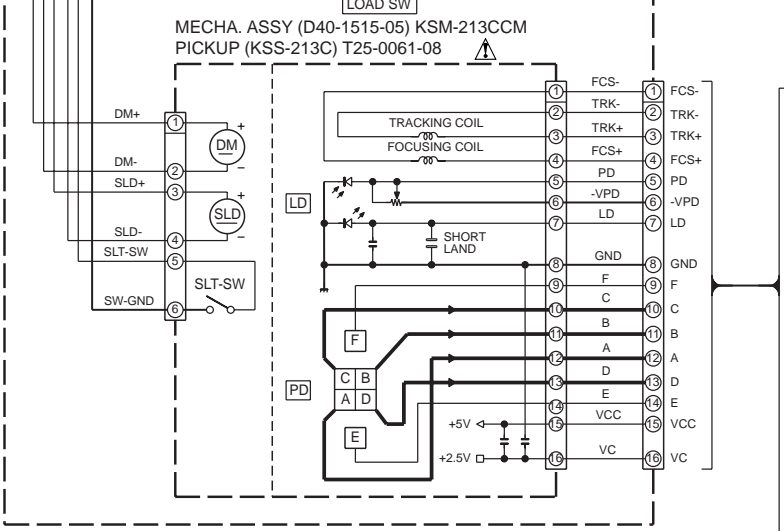 LOAD SW
MECHA. ASSY (D40-1515-05) KSM-213CCM
PICKUP (KSS-213C) T25-0061-08
DM+
1
+
DM
DM-
2
−
SLD+
3
+
SLD
SLD-
4
−
SLT-SW
5
SLT-SW
SW-GND
6
TRACKING COIL
FOCUSING COIL
LD
SHORT
LAND
F
PD
C B
A D
E
+5V
+2.5V
1 FCS- 1 FCS-
2 TRK- 2 TRK-
3 TRK+ 3 TRK+
4 FCS+ 4 FCS+
5 PD 5 PD
6 -VPD 6 -VPD
7 LD 7 LD
8 GND 8 GND
9 F 9 F
10 C 10 C
11 B 11 B
12 A 12 A
13 D 13 D
14 E 14 E
15 VCC 15 VCC
16 VC 16 VC